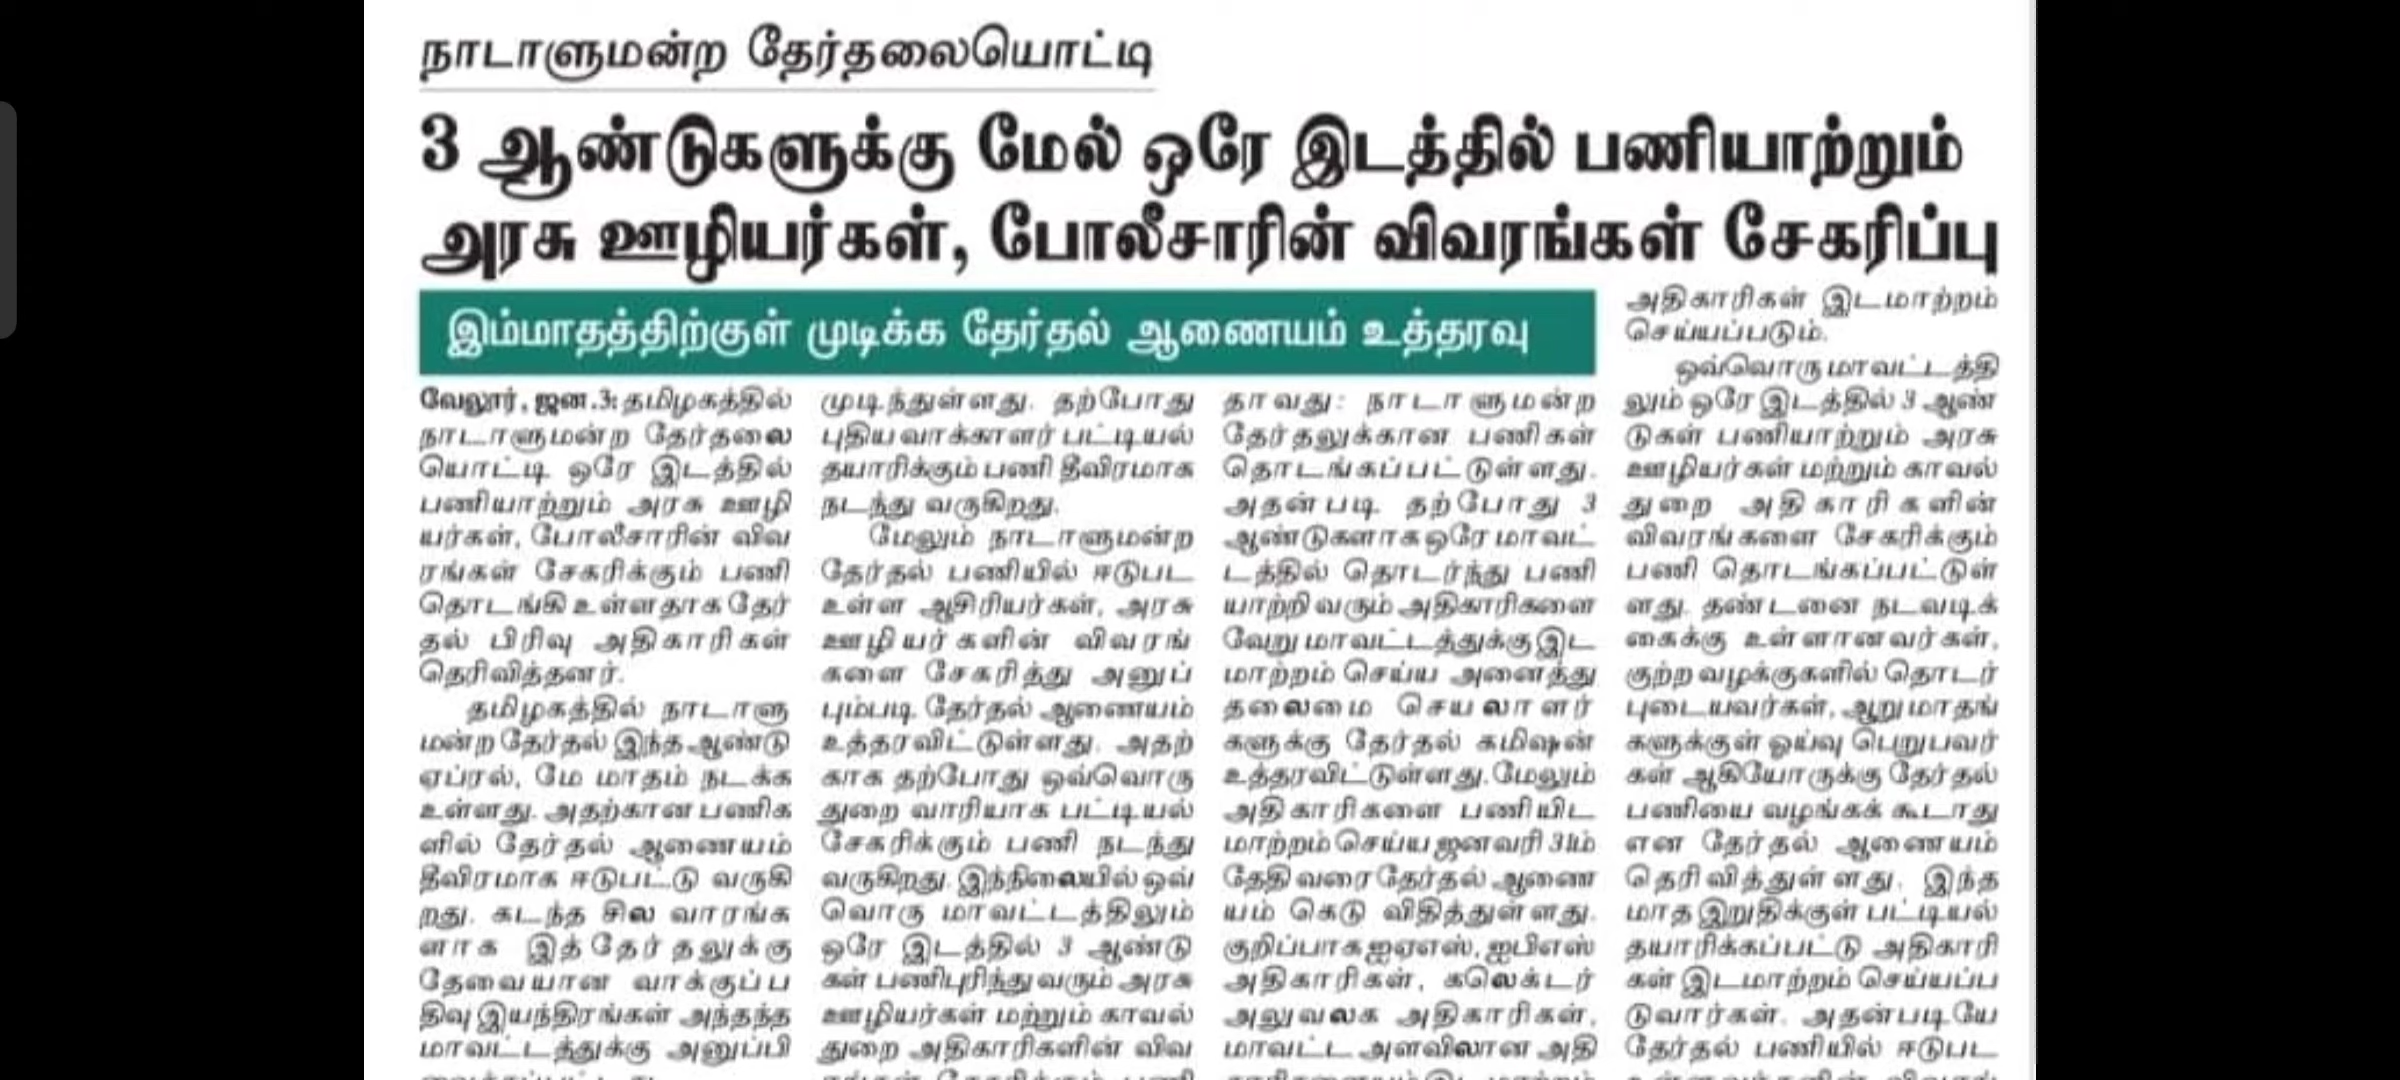 நாடாளுமன்ற தேர்தலையொட்டி
3 ஆண்டுகளுக்கு மேல் ஒரே இடத்தில் பணியாற்றும்
அரசு ஊழியர்கள், போலீசாரின் விவரங்கள் சேகரிப்பு
இம்மாதத்திற்குள் முடிக்க தேர்தல் ஆணையம் உத்தரவு
வேலூர், ஜன.3: தமிழகத்தில்
நாடாளுமன்ற தேர்தலை
யொட்டி ஒரே இடத்தில்
பணியாற்றும் அரசு ஊழி
யர்கள், போலீசாரின் விவ
ரங்கள் சேகரிக்கும் பணி
தொடங்கி உள்ளதாக தேர்
தல் பிரிவு அதிகாரிகள்
தெரிவித்தனர்.
தமிழகத்தில் நாடாளு
மன்ற தேர்தல் இந்த ஆண்டு
ஏப்ரல், மே மாதம் நடக்க
உள்ளது. அதற்கான பணிக
ளில் தேர்தல் ஆணையம்
தீவிரமாக ஈடுபட்டு வருகி
றது. கடந்த சில வாரங்க
ளாக இத்தேர்தலுக்கு
தேவையான வாக்குப்ப
திவு இயந்திரங்கள் அந்தந்த
மாவட்டத்துக்கு அனுப்பி
முடிந்துள்ளது. தற்போது
புதிய வாக்காளர் பட்டியல்
தயாரிக்கும் பணி தீவிரமாக
நடந்து வருகிறது.
மேலும் நாடாளுமன்ற
தேர்தல் பணியில் ஈடுபட
உள்ள ஆசிரியர்கள், அரசு
ஊழியர்களின் விவரங்
களை சேகரித்து அனுப்
பும்படி தேர்தல் ஆணையம்
உத்தரவிட்டுள்ளது. அதற்
காக தற்போது ஒவ்வொரு
துறை வாரியாக பட்டியல்
சேகரிக்கும் பணி நடந்து
வருகிறது. இந்நிலையில் ஒவ்
வொரு மாவட்டத்திலும்
ஒரே இடத்தில் 3 ஆண்டு
கள் பணிபுரிந்து வரும் அரசு
ஊழியர்கள் மற்றும் காவல்
துறை அதிகாரிகளின் விவ
தாவது: நாடாளுமன்ற
தேர்தலுக்கான பணிகள்
தொடங்கப்பட்டுள்ளது.
அதன்படி தற்போது 3
ஆண்டுகளாக ஒரே மாவட்
டத்தில் தொடர்ந்து பணி
யாற்றி வரும் அதிகாரிகளை
வேறு மாவட்டத்துக்கு இட
மாற்றம் செய்ய அனைத்து
தலைமை செயலாளர்
களுக்கு தேர்தல் கமிஷன்
உத்தரவிட்டுள்ளது. மேலும்
அதிகாரிகளை பணியிட
மாற்றம் செய்ய ஜனவரி 31ம்
தேதி வரை தேர்தல் ஆணை
யம் கெடு விதித்துள்ளது.
குறிப்பாக ஐஏஎஸ், ஐபிஎஸ்
அதிகாரிகள், கலெக்டர்
அலுவலக அதிகாரிகள்,
மாவட்ட அளவிலான அதி
அதிகாரிகள் இடமாற்றம்
செய்யப்படும்.
ஒவ்வொரு மாவட்டத்தி
லும் ஒரே இடத்தில் 3 ஆண்
டுகள் பணியாற்றும் அரசு
ஊழியர்கள் மற்றும் காவல்
துறை அதிகாரிகளின்
விவரங்களை சேகரிக்கும்
பணி தொடங்கப்பட்டுள்
ளது. தண்டனை நடவடிக்
கைக்கு உள்ளானவர்கள்,
குற்ற வழக்குகளில் தொடர்
புடையவர்கள், ஆறு மாதங்
களுக்குள் ஓய்வு பெறுபவர்
கள் ஆகியோருக்கு தேர்தல்
பணியை வழங்கக் கூடாது
என தேர்தல் ஆணையம்
தெரிவித்துள்ளது. இந்த
மாத இறுதிக்குள் பட்டியல்
தயாரிக்கப்பட்டு அதிகாரி
கள் இடமாற்றம் செய்யப்ப
டுவார்கள். அதன்படியே
தேர்தல் பணியில் ஈடுபட